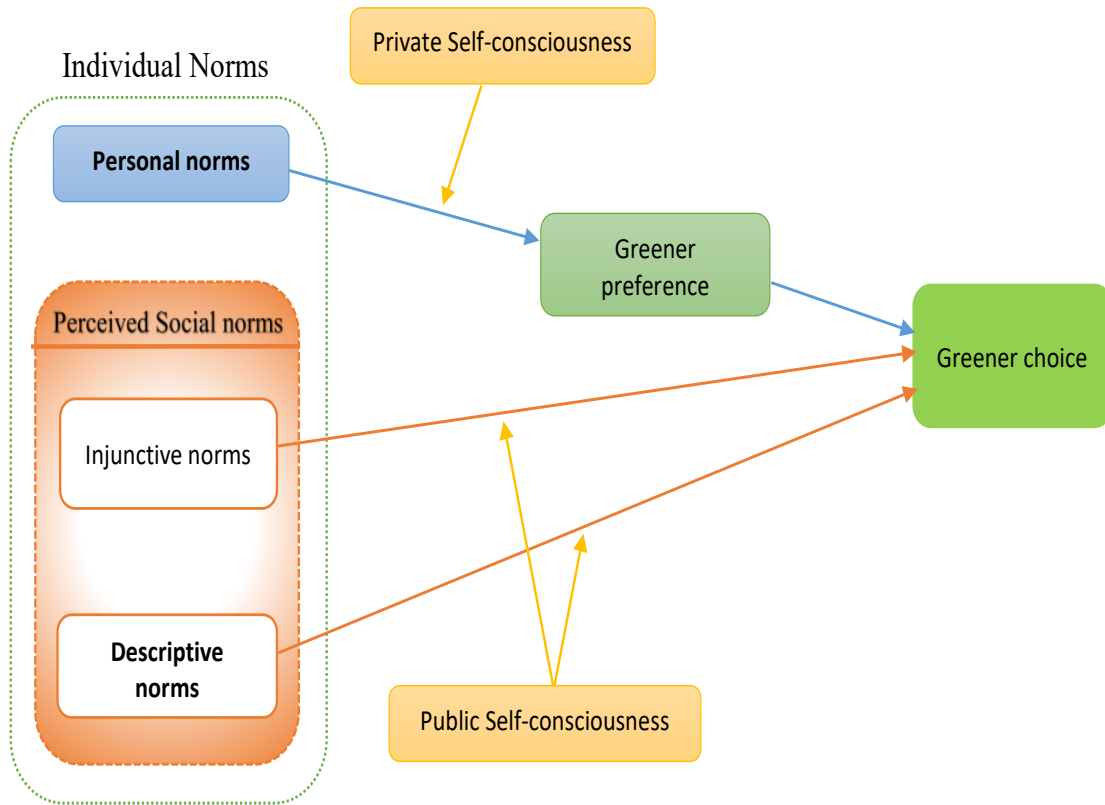 Private Self-consciousness
Individual Norms
Personal norms
Greener
preference
Perceived Social norms
Greener choice
Injunctive norms
Descriptive
norms
Public Self-consciousness